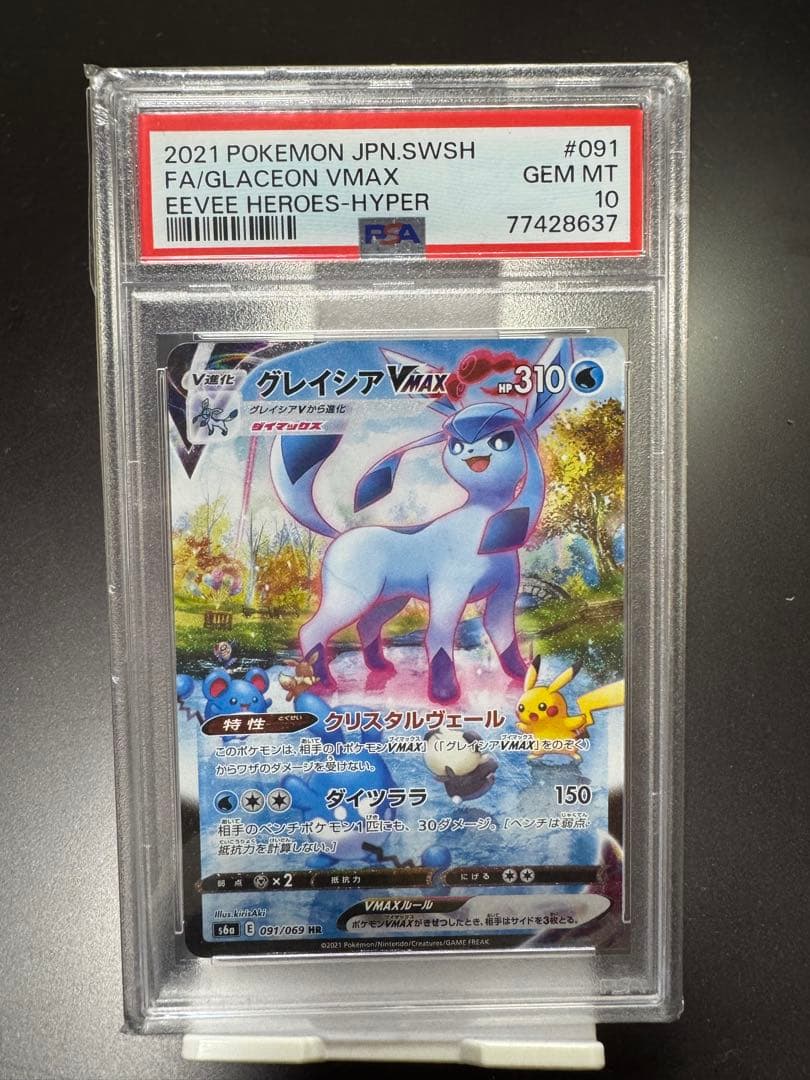 2021 POKEMON JPN.SWSH #091
FA/GLACEON VMAX GEM MT
EEVEE HEROES-HYPER 10
PSA 77428637
V進化 グレイシアVMAX HP310
グレイシアVから進化
ダイマックス
特性 とくせい クリスタルヴェール
このポケモンは、相手の「ポケモンVMAX」(「グレイシアVMAX」をのぞく)
からワザのダメージを受けない。
ダイツララ 150
相手のベンチポケモン1匹にも、30ダメージ。[ベンチは弱点・
抵抗力を計算しない。]
弱点 ×2 抵抗力 にげる
VMAXルール
ポケモンVMAXがきぜつしたとき、相手はサイドを3枚とる。
Illus.kirisAki
s6a E 091/069 HR
©2021 Pokémon/Nintendo/Creatures/GAME FREAK